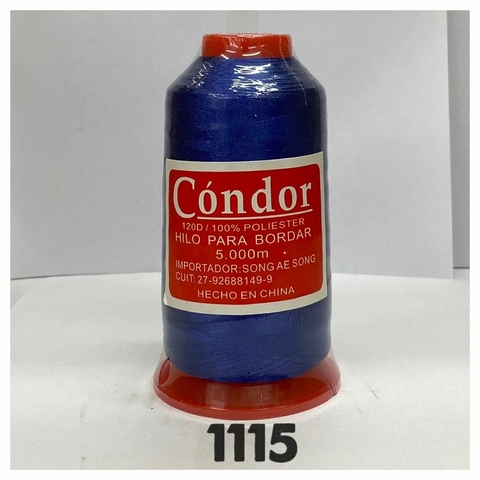 Cóndor
120D / 100% POLIESTER
HILO PARA BORDAR
5.000m
IMPORTADOR:SONG AE SONG
CUIT: 27-92688149-9
HECHO EN CHINA
1115